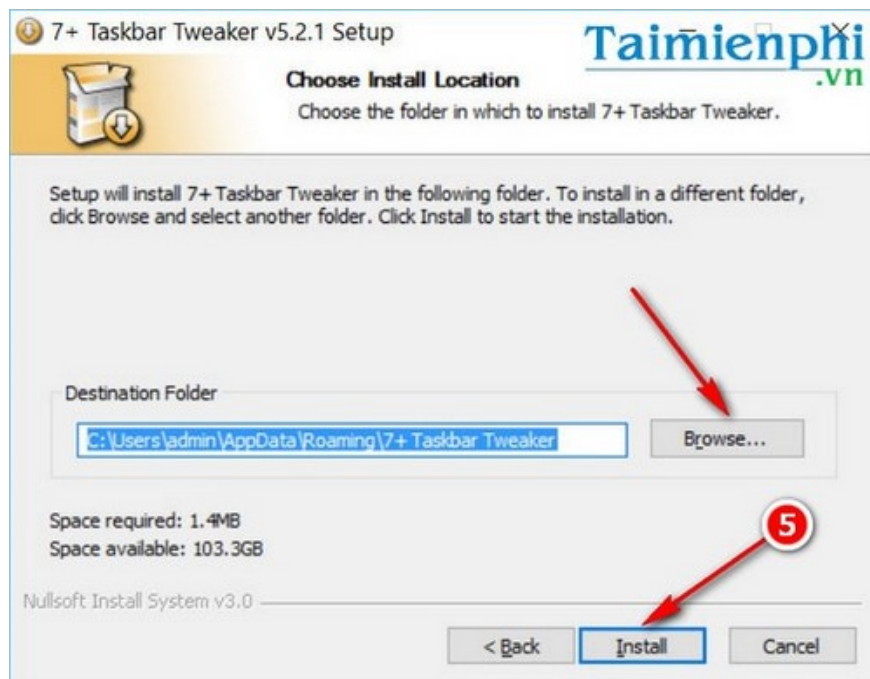 7+ Taskbar Tweaker v5.2.1 Setup
Taimienphi
.vn
Choose Install Location
Choose the folder in which to install 7+ Taskbar Tweaker.
Setup will install 7+ Taskbar Tweaker in the following folder. To install in a different folder,
click Browse and select another folder. Click Install to start the installation.
Destination Folder
C:\Users\admin\AppData\Roaming\7+ Taskbar Tweaker
Browse...
Space required: 1.4MB
Space available: 103.3GB
5
Nullsoft Install System v3.0
< Back Install Cancel